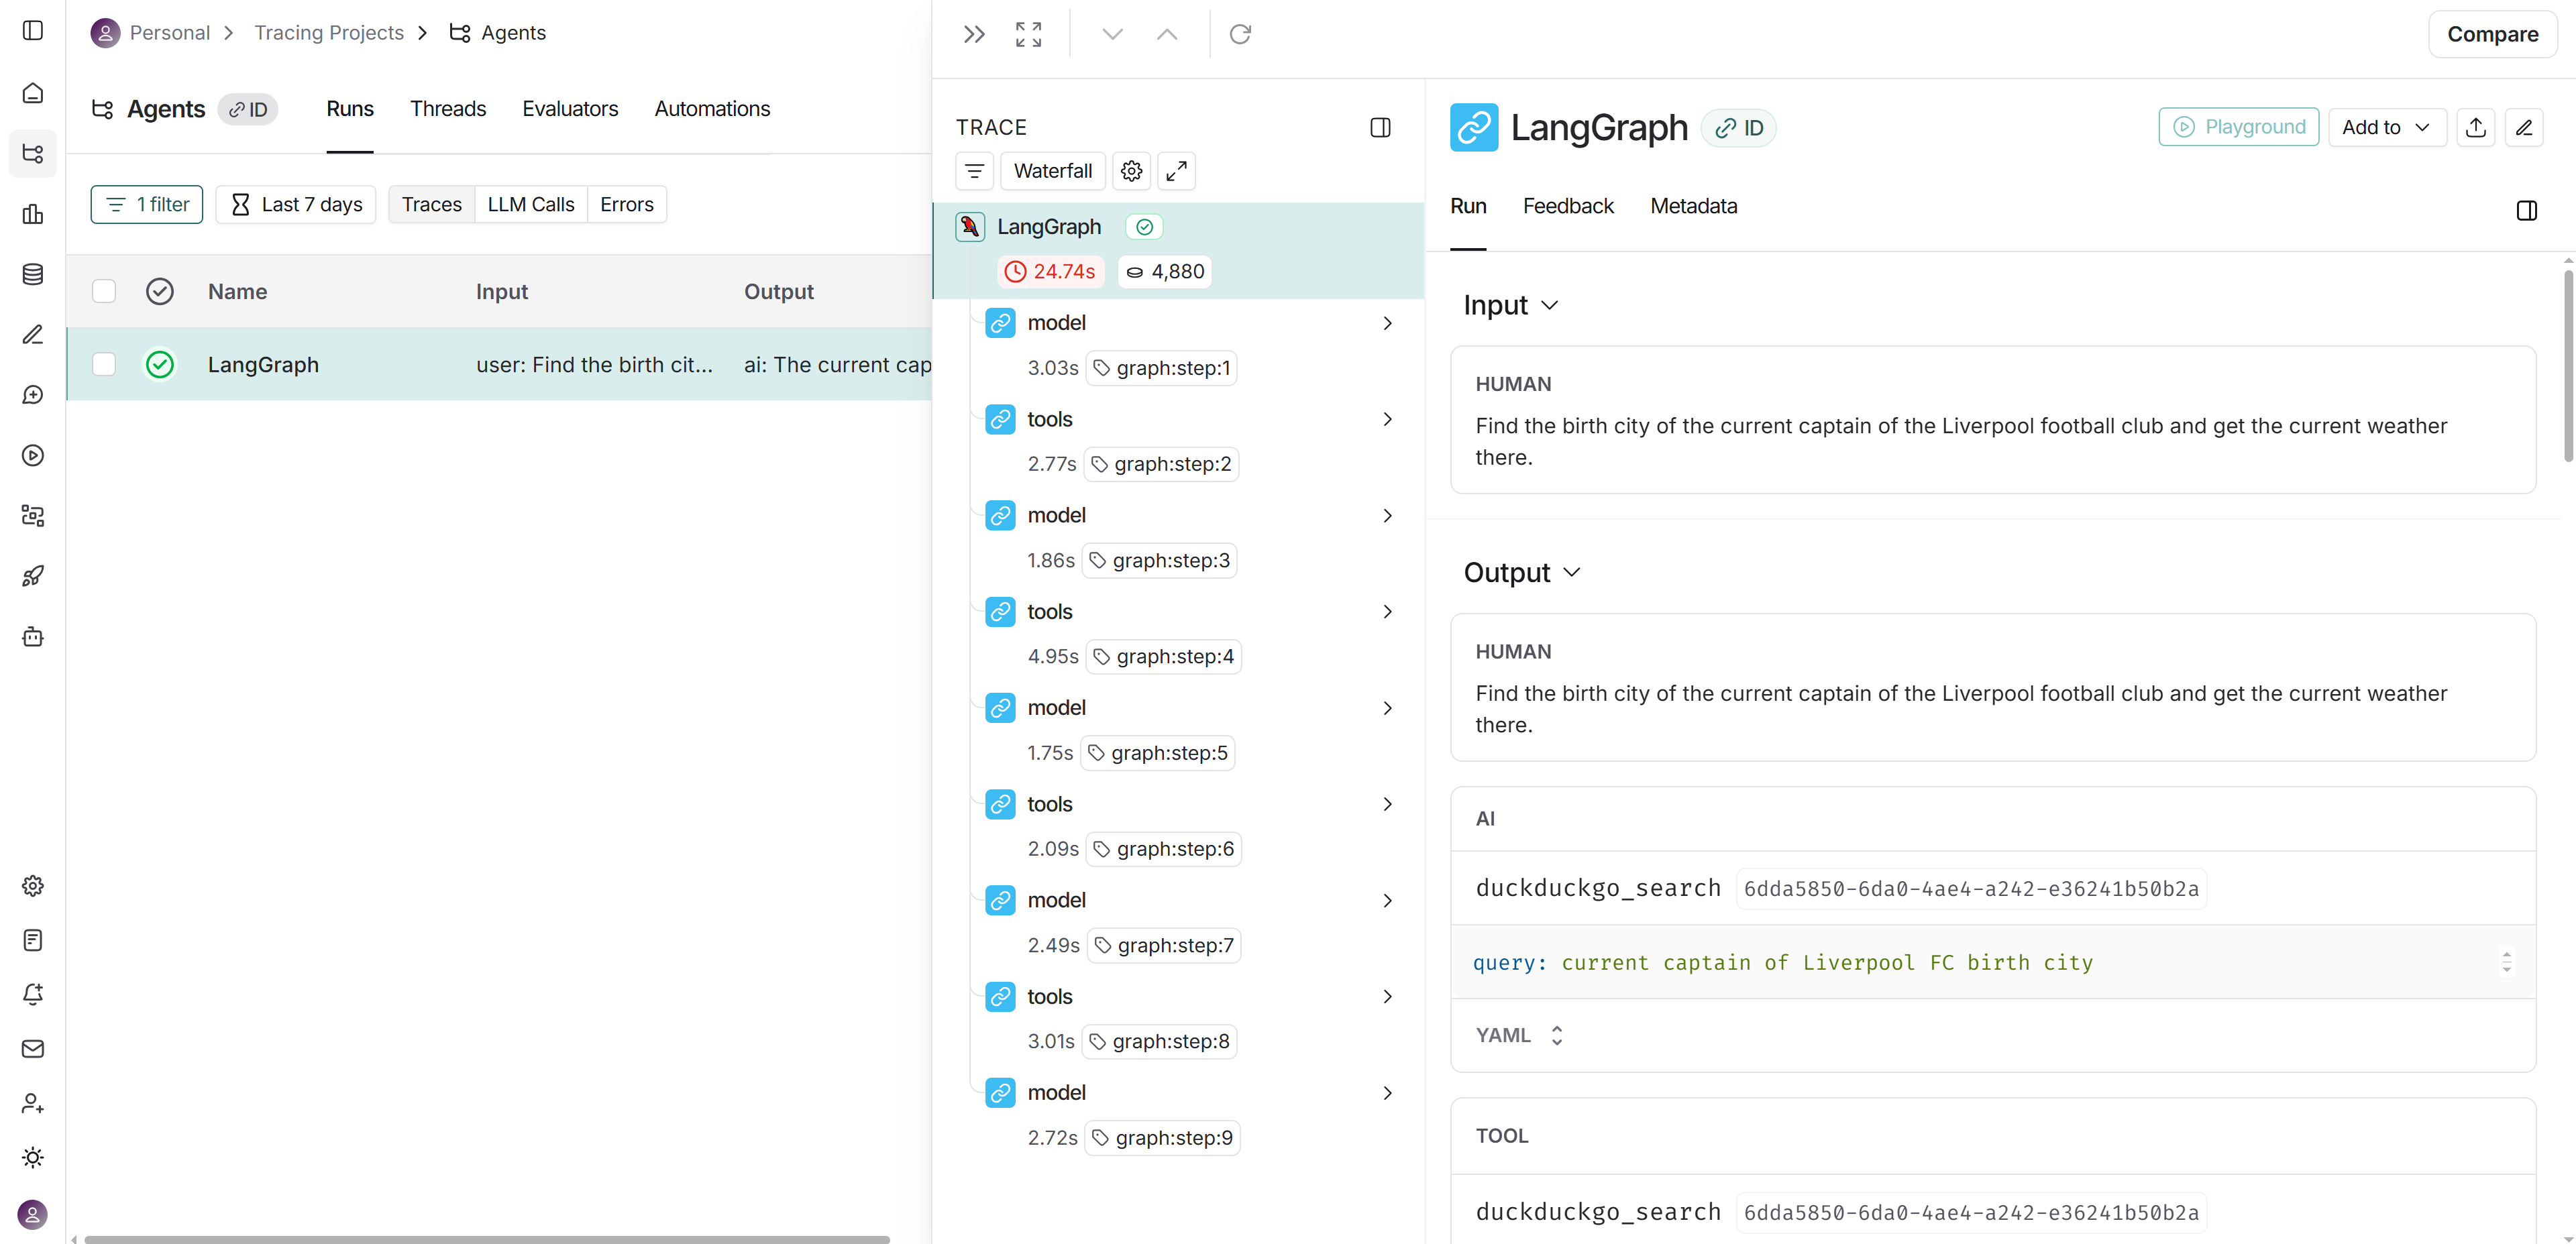 Personal > Tracing Projects > Agents
Agents ID Runs Threads Evaluators Automations
1 filter Last 7 days Traces LLM Calls Errors
Name Input Output
LangGraph user: Find the birth cit... ai: The current cap
Compare
TRACE
Waterfall
LangGraph
24.74s 4,880
model
3.03s graph:step:1
tools
2.77s graph:step:2
model
1.86s graph:step:3
tools
4.95s graph:step:4
model
1.75s graph:step:5
tools
2.09s graph:step:6
model
2.49s graph:step:7
tools
3.01s graph:step:8
model
2.72s graph:step:9
LangGraph ID Playground Add to
Run Feedback Metadata
Input
HUMAN
Find the birth city of the current captain of the Liverpool football club and get the current weather
there.
Output
HUMAN
Find the birth city of the current captain of the Liverpool football club and get the current weather
there.
AI
duckduckgo_search 6dda5850-6da0-4ae4-a242-e36241b50b2a
query: current captain of Liverpool FC birth city
YAML
TOOL
duckduckgo_search 6dda5850-6da0-4ae4-a242-e36241b50b2a